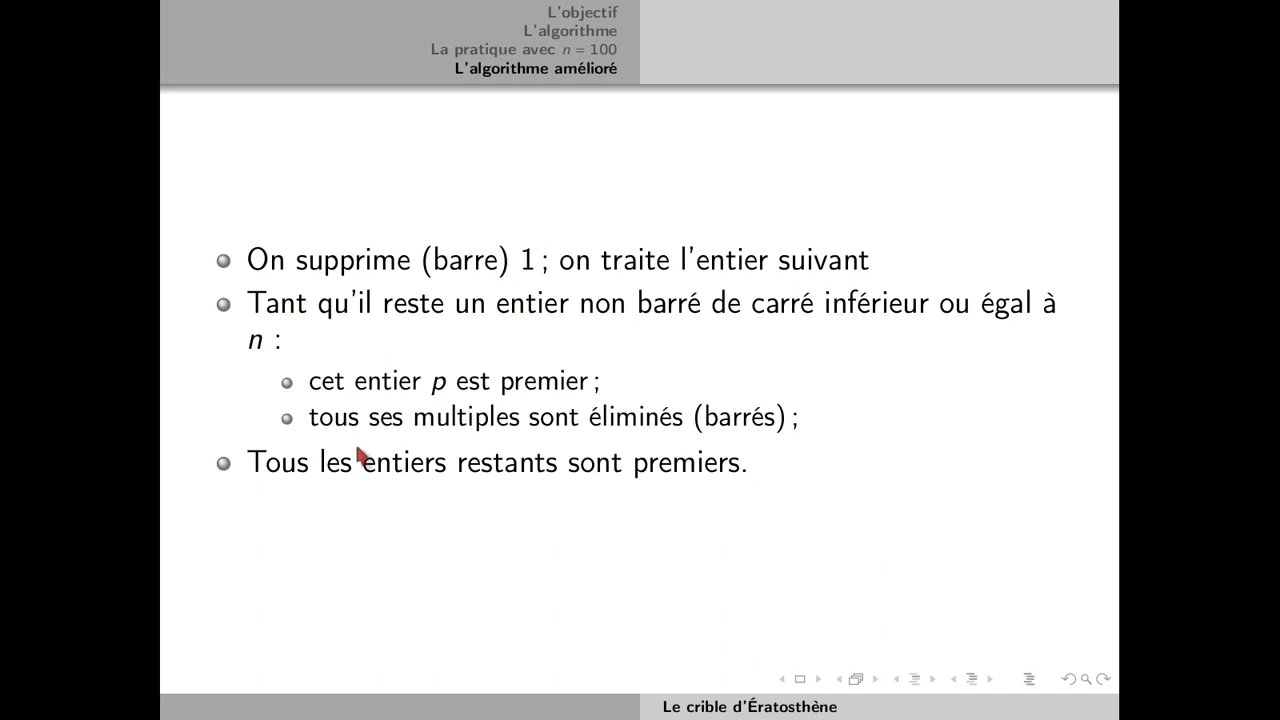 L'objectif
L'algorithme
La pratique avec n = 100
L'algorithme amélioré
On supprime (barre) 1 ; on traite l'entier suivant
Tant qu'il reste un entier non barré de carré inférieur ou égal à
n :
cet entier p est premier ;
tous ses multiples sont éliminés (barrés) ;
Tous les entiers restants sont premiers.
Le crible d'Ératosthène